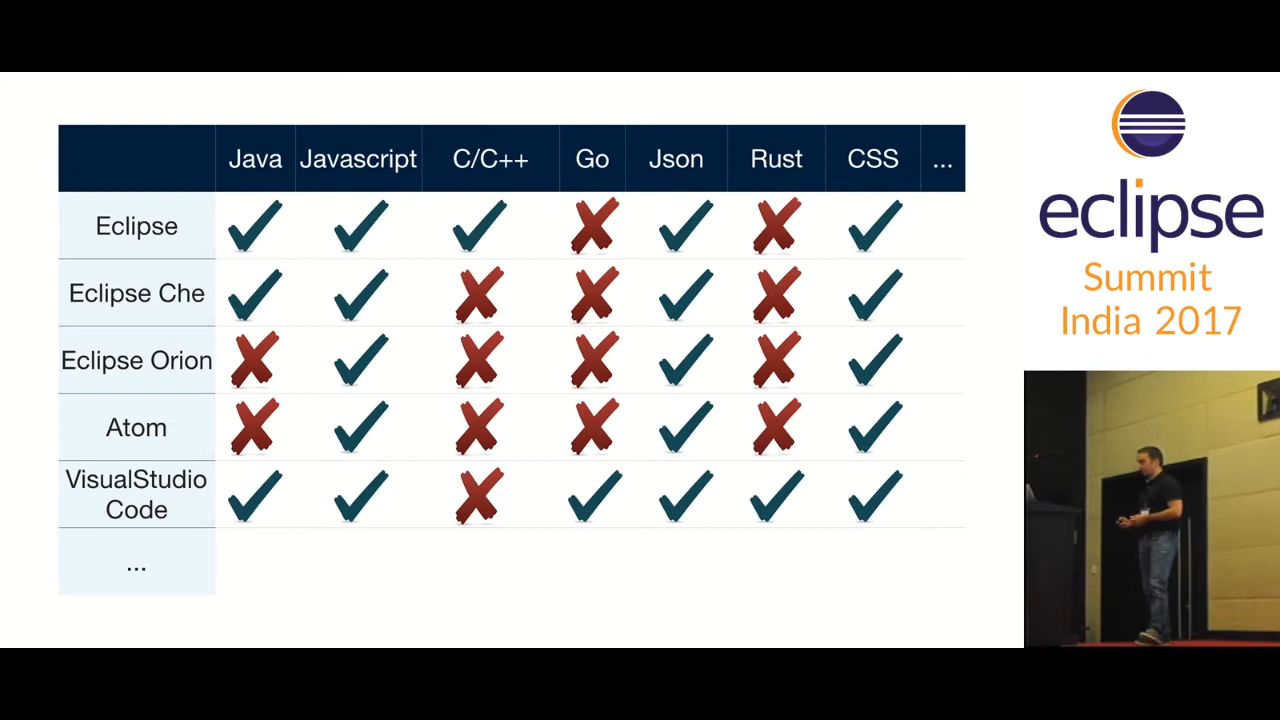 Java Javascript C/C++ Go Json Rust CSS ...
Eclipse
Eclipse Che
Eclipse Orion
Atom
VisualStudio
Code
...
eclipse
Summit
India 2017